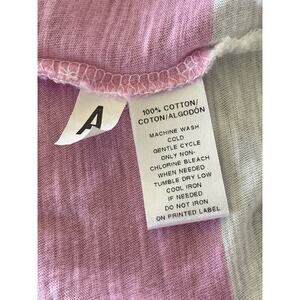 A
100% COTTON/
COTON/ALGODÓN
MACHINE WASH
COLD
GENTLE CYCLE
ONLY NON-
CHLORINE BLEACH
WHEN NEEDED
TUMBLE DRY LOW
COOL IRON
IF NEEDED
DO NOT IRON
ON PRINTED LABEL